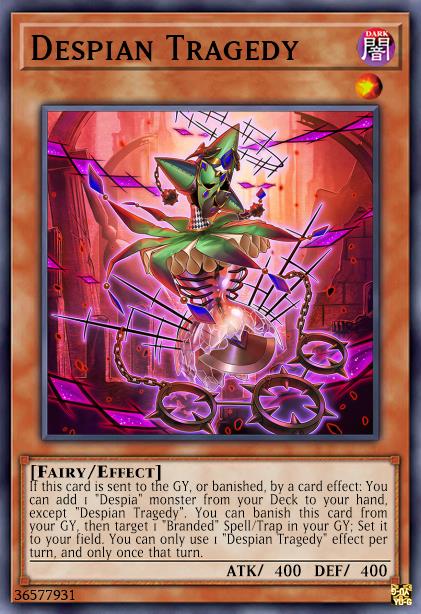 DESPIAN TRAGEDY
DARK
闇
[FAIRY/EFFECT]
If this card is sent to the GY, or banished, by a card effect: You
can add 1 "Despia" monster from your Deck to your hand,
except "Despian Tragedy". You can banish this card
from your GY, then target 1 "Branded" Spell/Trap in your GY; Set it
to your field. You can only use 1 "Despian Tragedy" effect per
turn, and only once that turn.
ATK/ 400 DEF/ 400
36577931